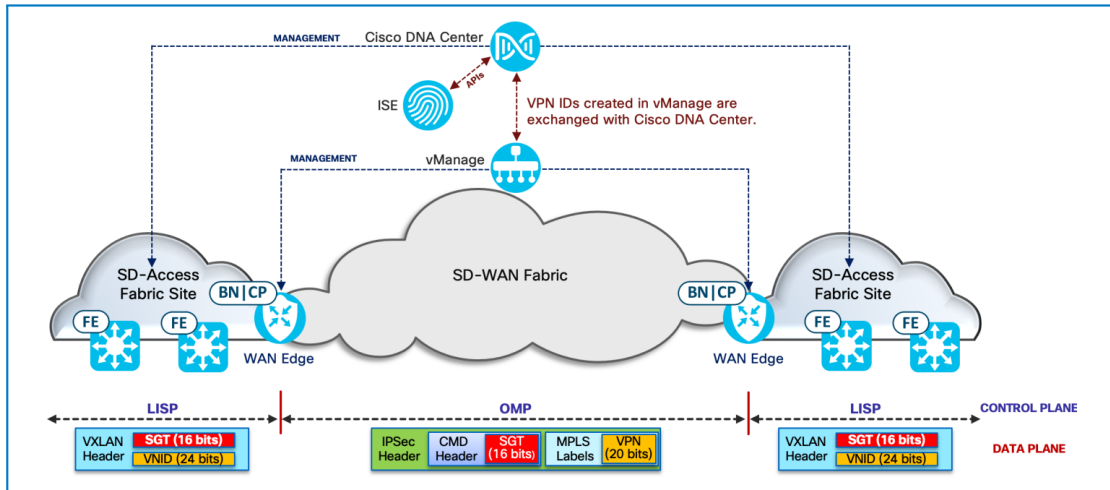 MANAGEMENT
Cisco DNA Center
APIs
ISE
VPN IDs created in vManage are
exchanged with Cisco DNA Center.
MANAGEMENT
vManage
SD-Access
Fabric Site
BN|CP
FE
FE
WAN Edge
SD-WAN Fabric
BN|CP
WAN Edge
SD-Access
Fabric Site
FE
FE
LISP
OMP
LISP
CONTROL PLANE
VXLAN
Header
SGT (16 bits)
VNID (24 bits)
IPSec
Header
CMD
Header
SGT
(16 bits)
MPLS
Labels
VPN
(20 bits)
VXLAN
Header
SGT (16 bits)
VNID (24 bits)
DATA PLANE